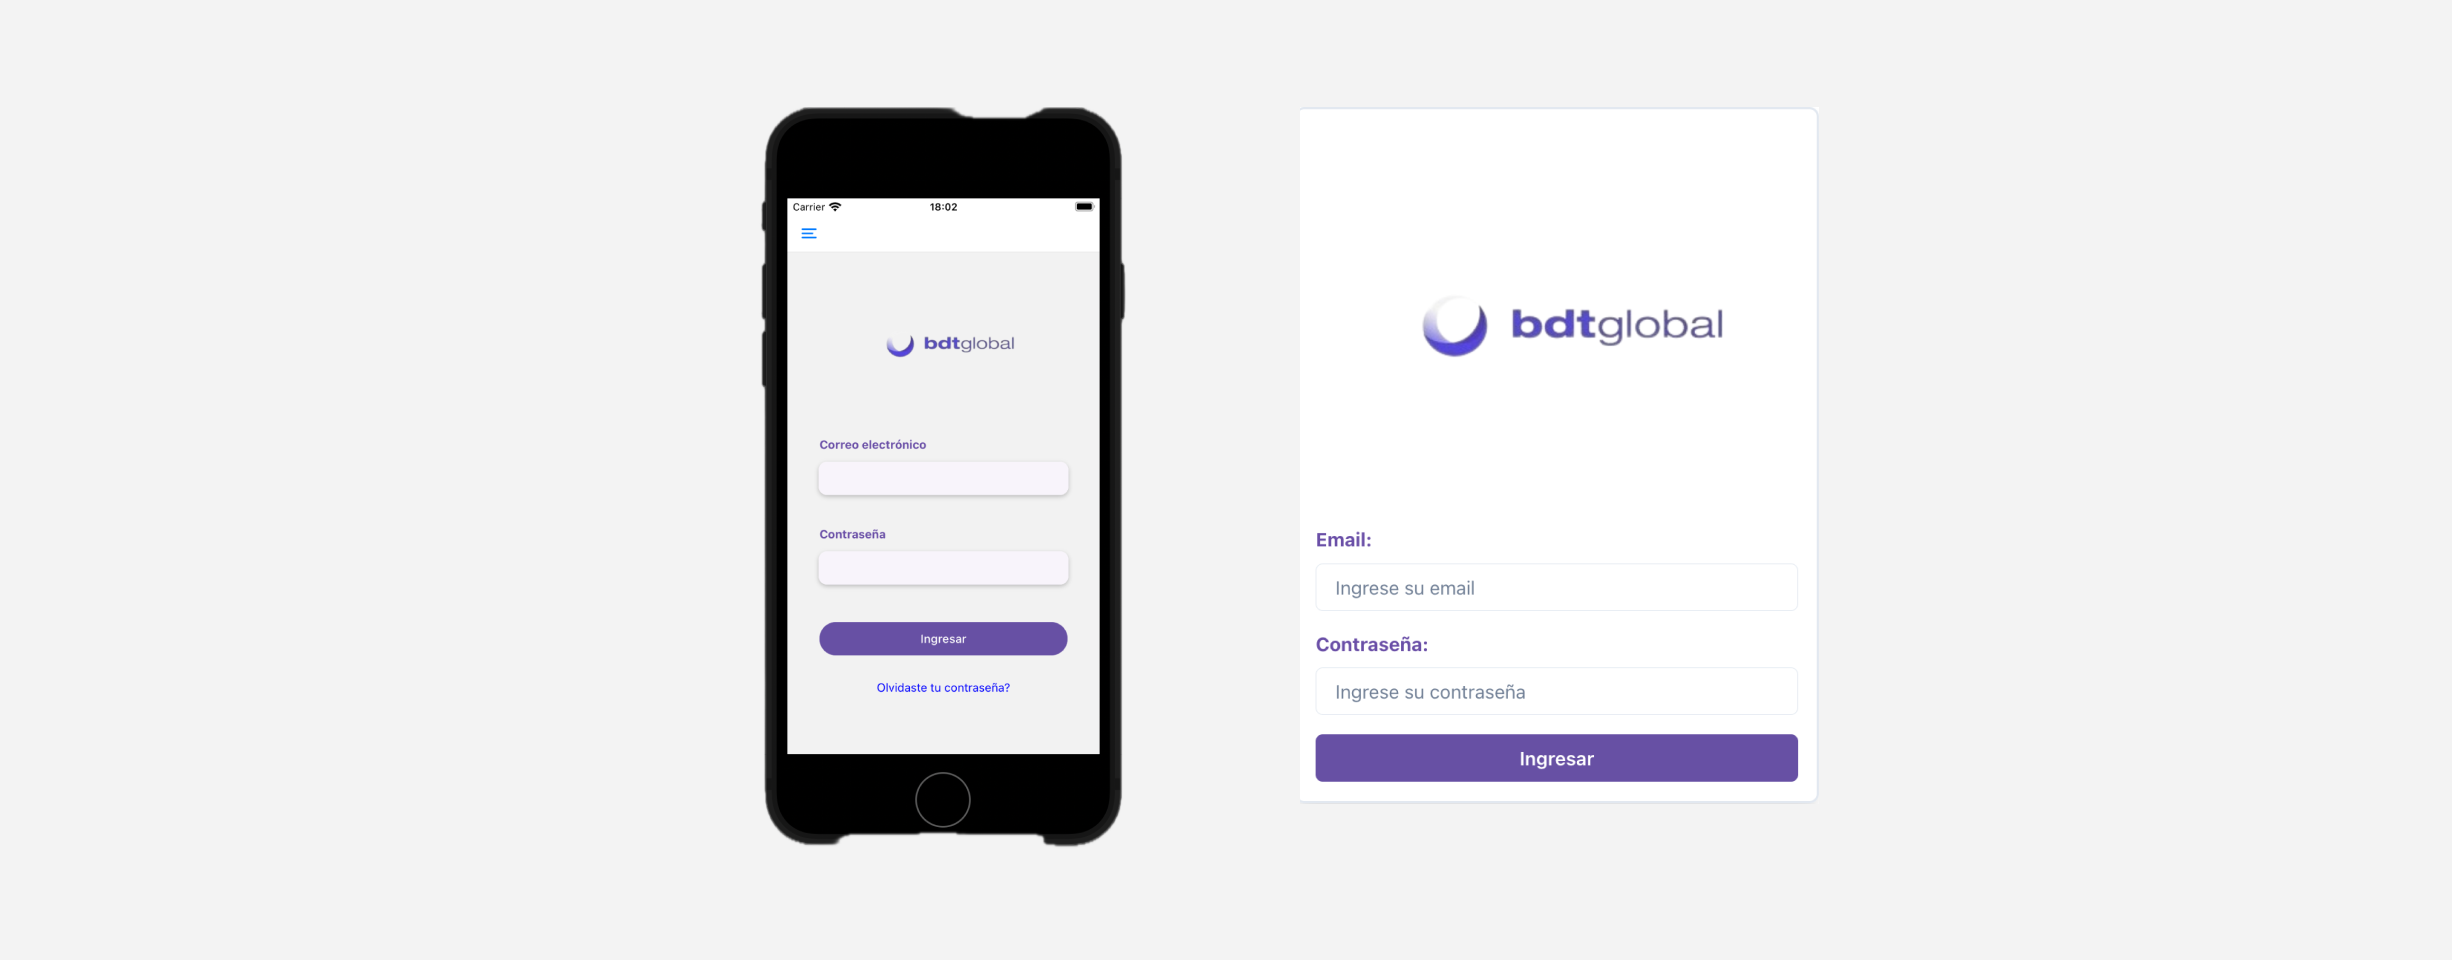 Carrier
18:02
bdtglobal
Correo electrónico
Contraseña
Ingresar
Olvidaste tu contraseña?
bdtglobal
Email:
Ingrese su email
Contraseña:
Ingrese su contraseña
Ingresar